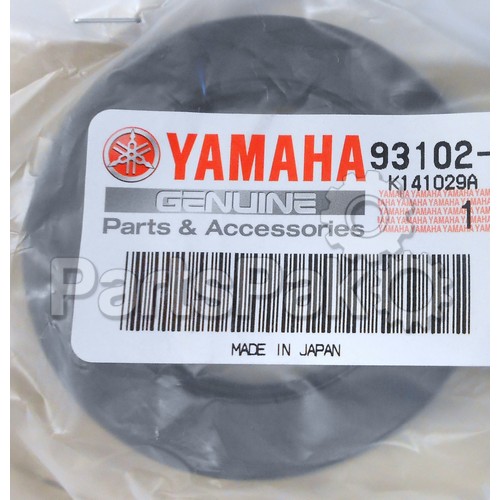 YAMAHA 93102-
K141029A
GENUINE
Parts & Accessories
1
PartsPak
MADE IN JAPAN